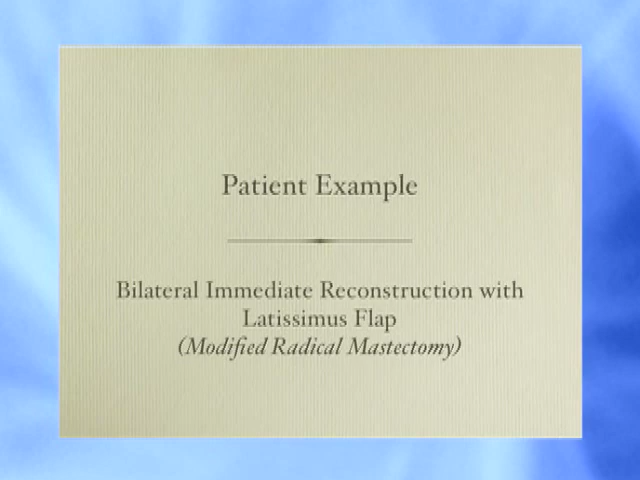 Patient Example
Bilateral Immediate Reconstruction with
Latissimus Flap
(Modified Radical Mastectomy)